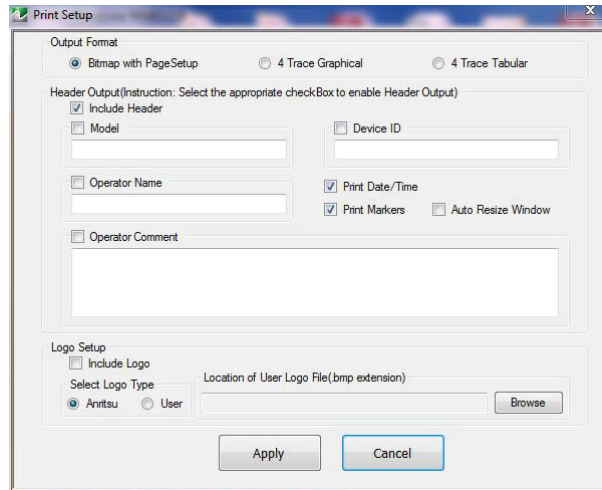 Print Setup
x
Output Format
Bitmap with PageSetup
4 Trace Graphical
4 Trace Tabular
Header Output(Instruction: Select the appropriate checkBox to enable Header Output)
Include Header
Model
Device ID
Operator Name
Print Date/Time
Print Markers
Auto Resize Window
Operator Comment
Logo Setup
Include Logo
Select Logo Type
Location of User Logo File(.bmp extension)
Anritsu
User
Browse
Apply
Cancel